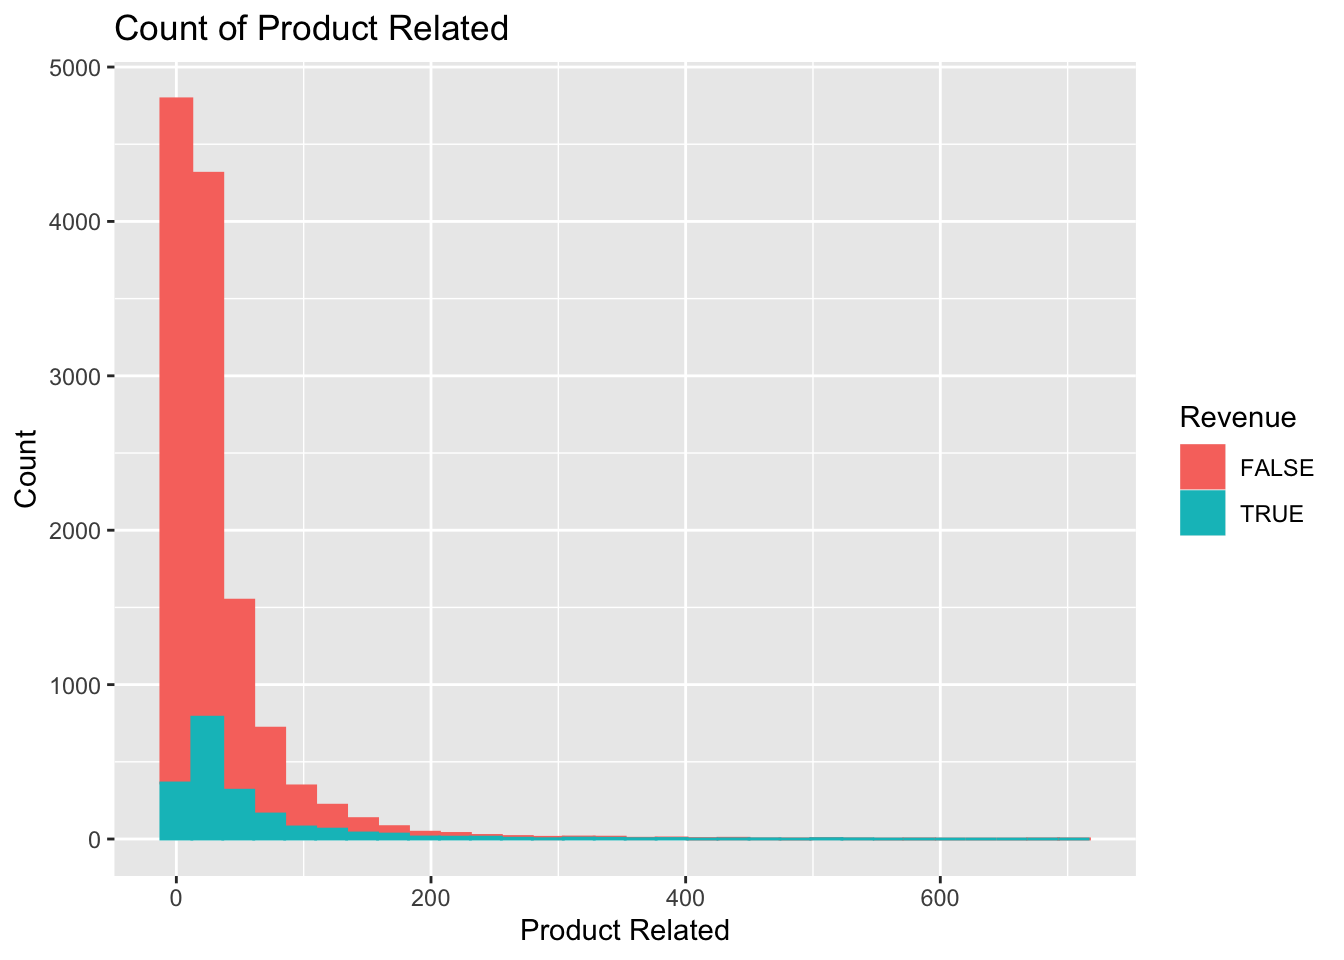 Count of Product Related
5000
4000
3000
2000
1000
0
Count
0 200 400 600
Product Related
Revenue
FALSE
TRUE